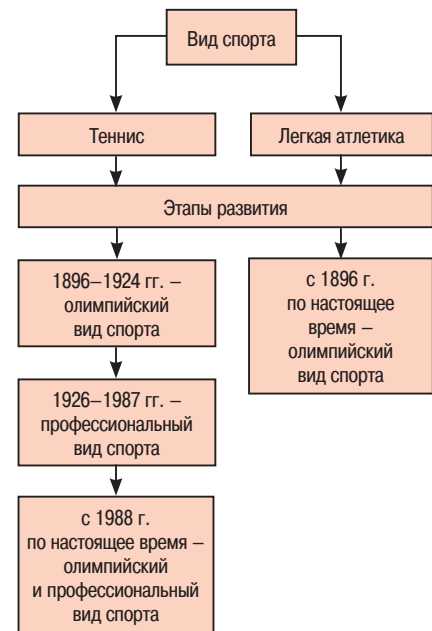 Вид спорта
Теннис
Легкая атлетика
Этапы развития
1896–1924 гг. –
олимпийский
вид спорта
с 1896 г.
по настоящее
время –
олимпийский
вид спорта
1926–1987 гг. –
профессиональный
вид спорта
с 1988 г.
по настоящее время –
олимпийский
и профессиональный
вид спорта